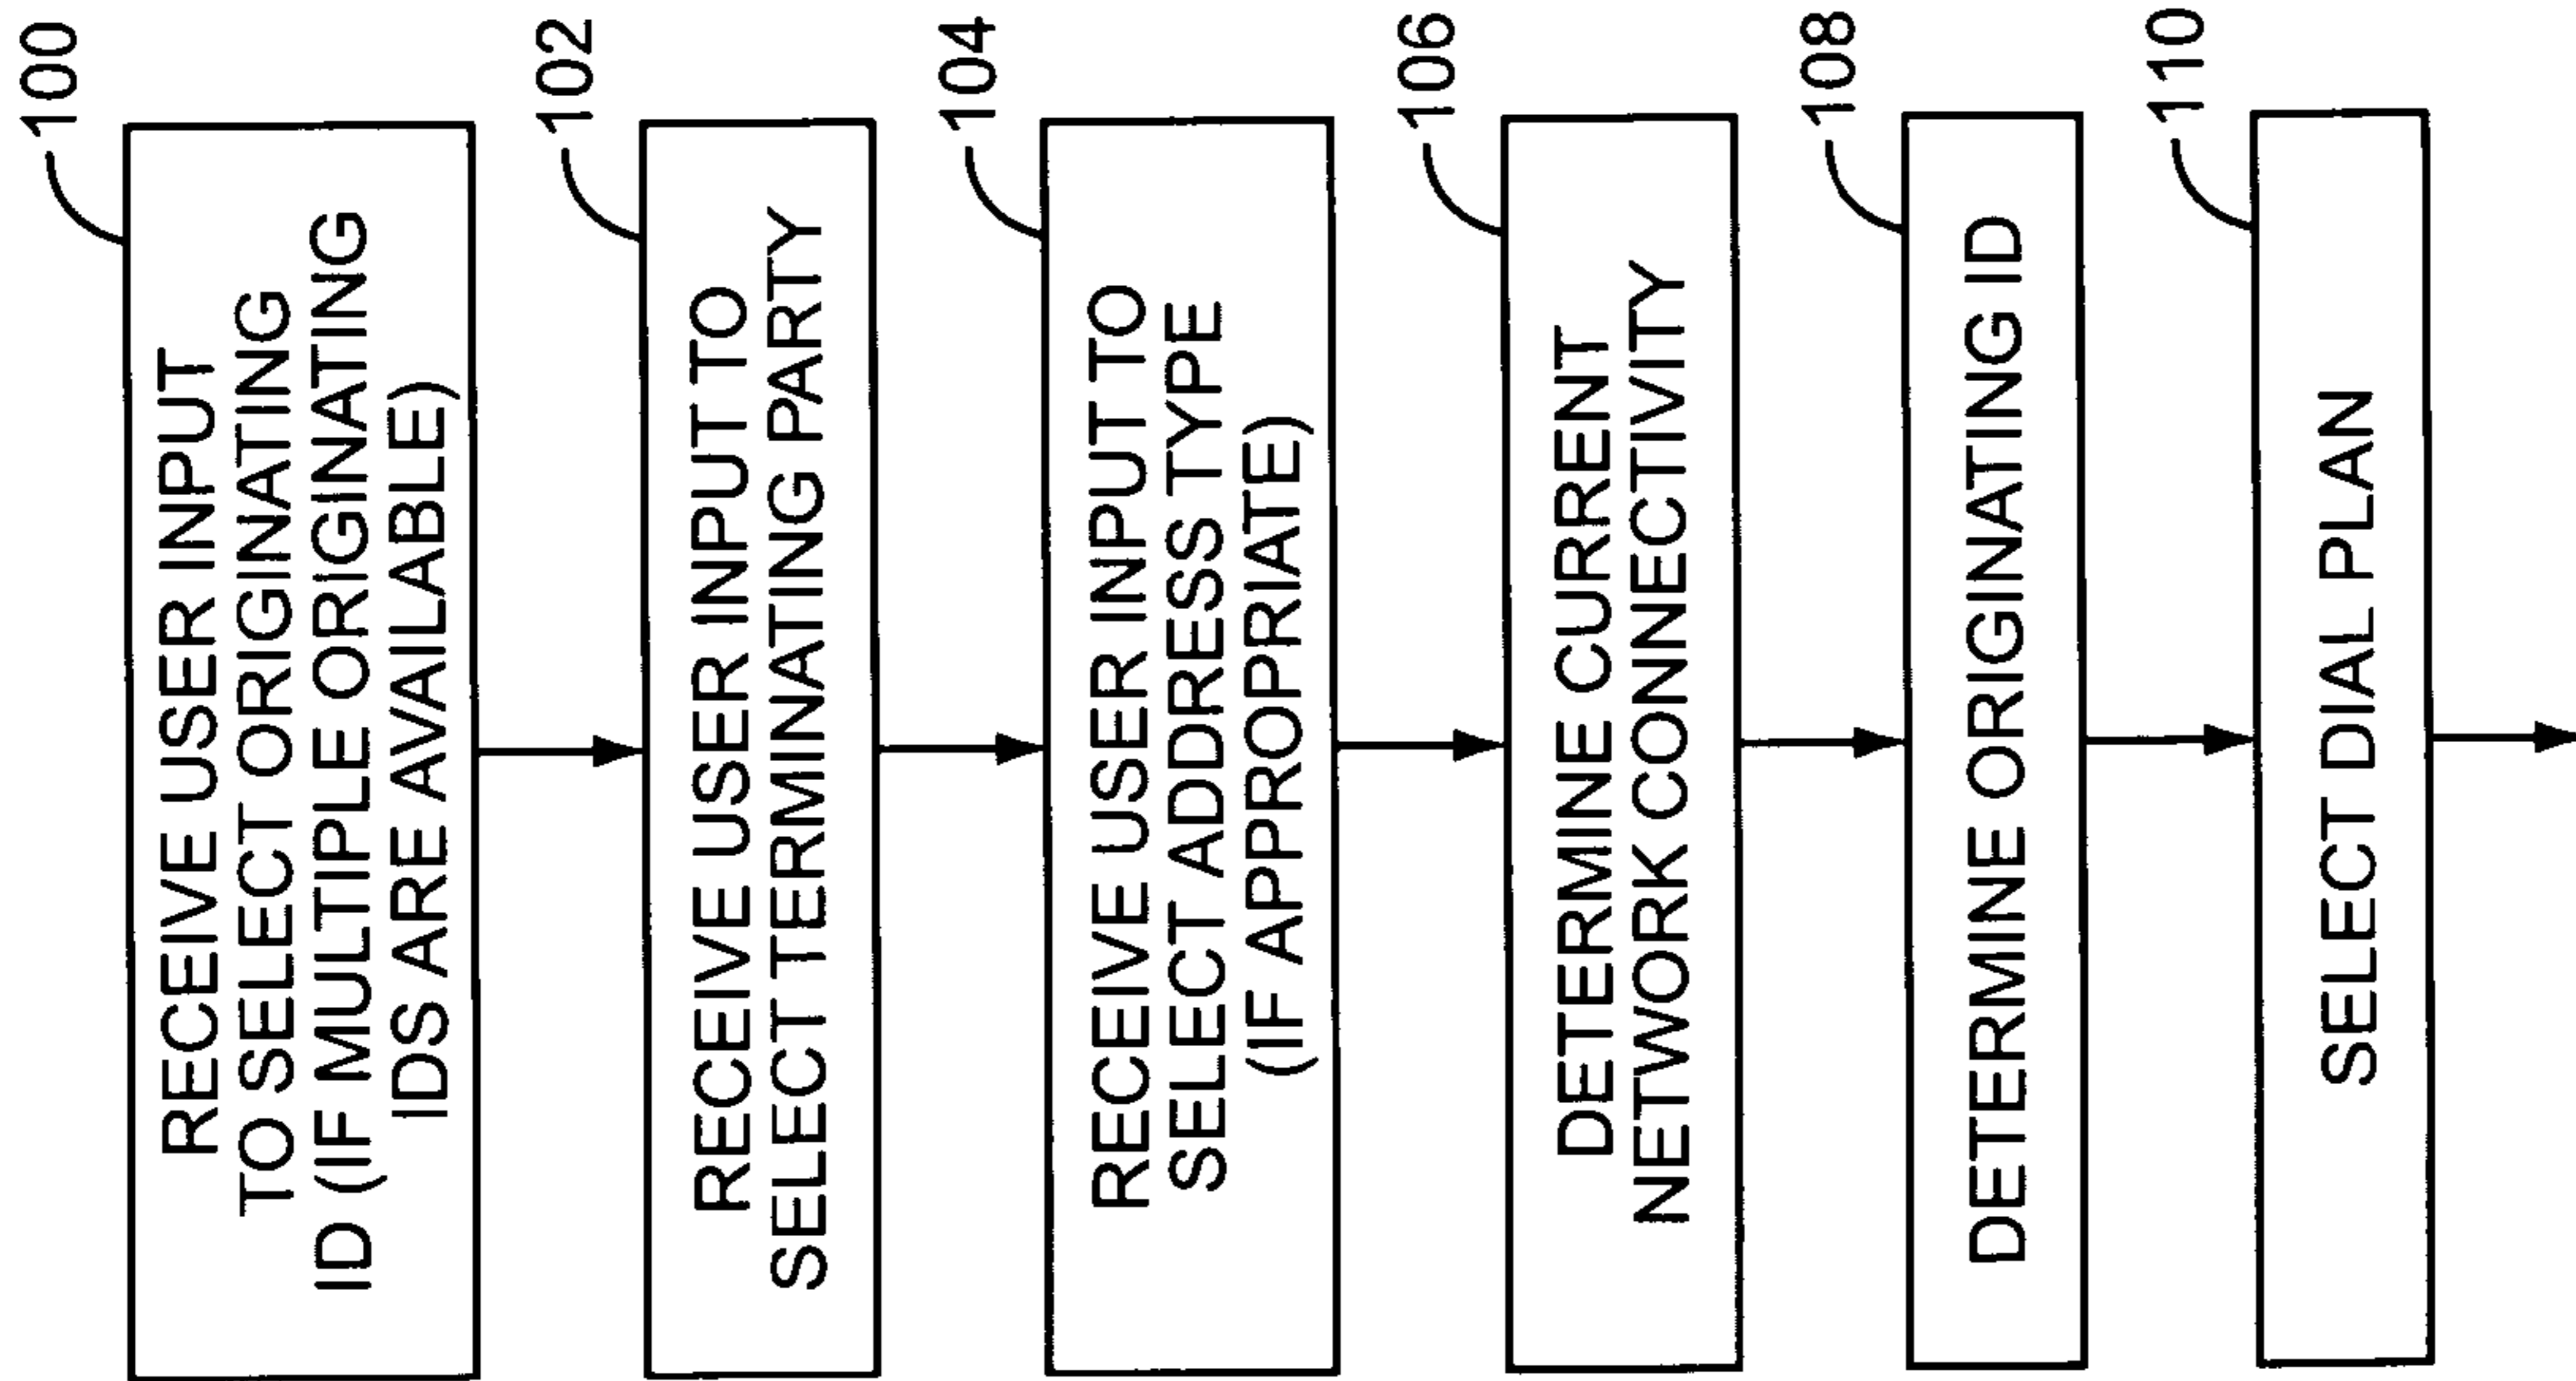 100
RECEIVE USER INPUT
TO SELECT ORIGINATING
ID (IF MULTIPLE ORIGINATING
IDS ARE AVAILABLE)
102
RECEIVE USER INPUT TO
SELECT TERMINATING PARTY
104
RECEIVE USER INPUT TO
SELECT ADDRESS TYPE
(IF APPROPRIATE)
106
DETERMINE CURRENT
NETWORK CONNECTIVITY
108
DETERMINE ORIGINATING ID
110
SELECT DIAL PLAN